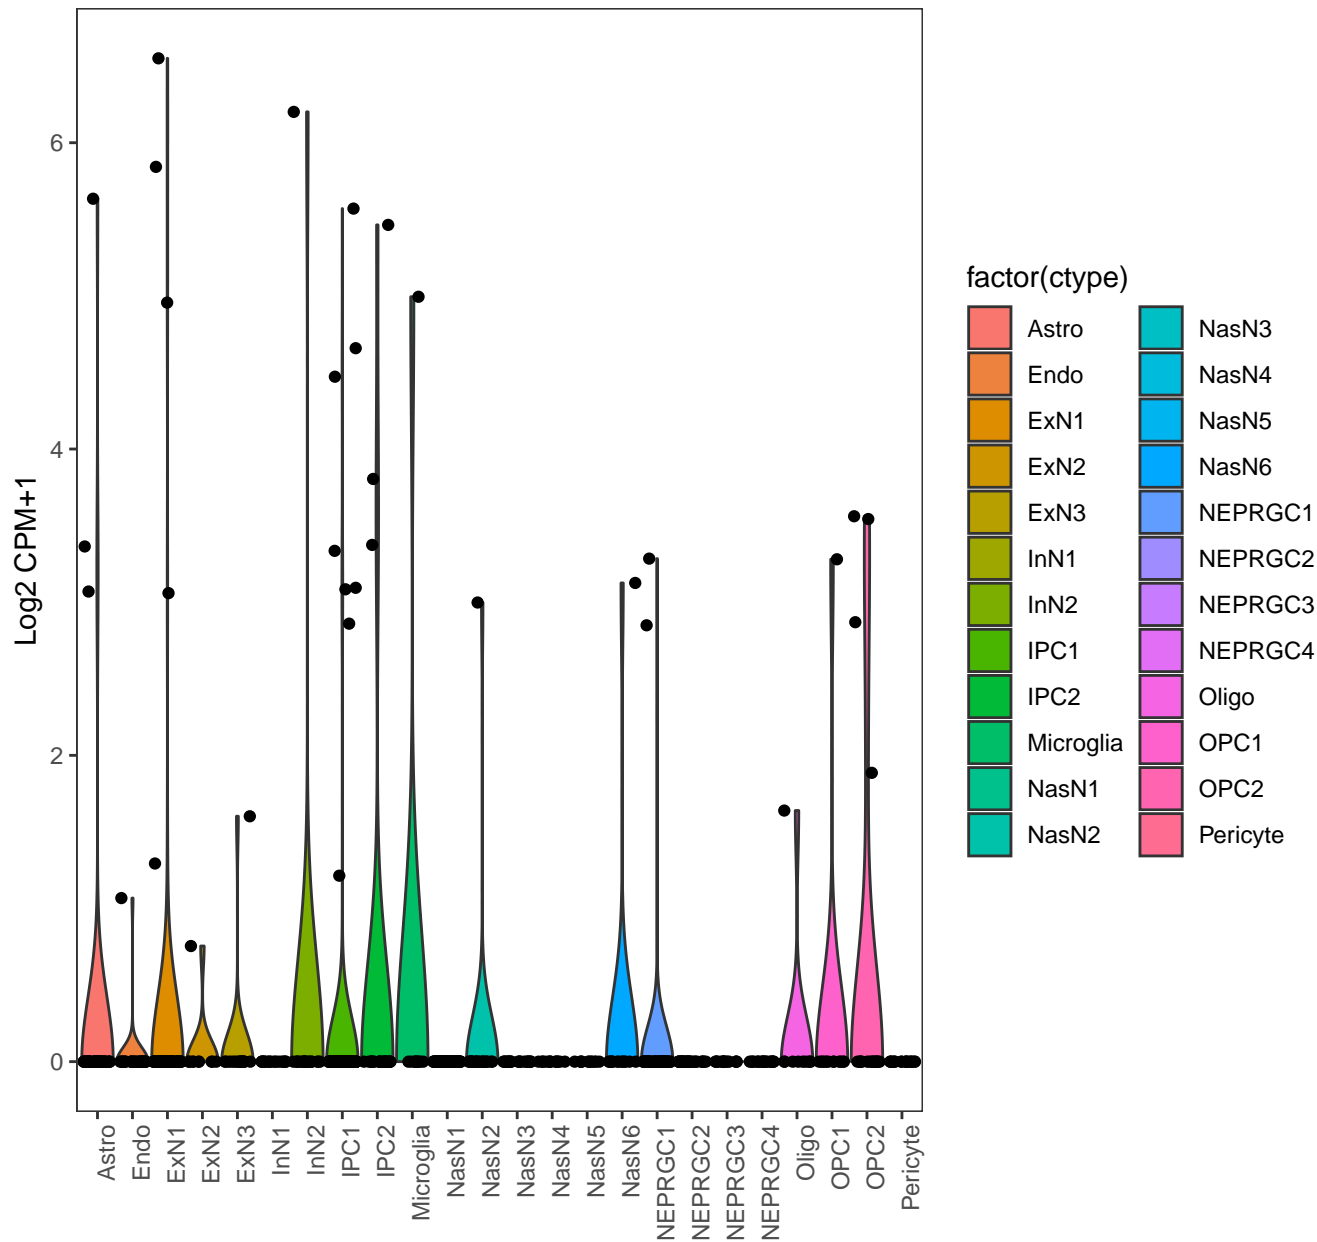 6
4
2
0
Log2 CPM+1
Astro
Endo
ExN1
ExN2
ExN3
InN1
InN2
IPC1
IPC2
Microglia
NasN1
NasN2
NasN3
NasN4
NasN5
NasN6
NEPRGC1
NEPRGC2
NEPRGC3
NEPRGC4
Oligo
OPC1
OPC2
Pericyte
factor(ctype)
Astro
Endo
ExN1
ExN2
ExN3
InN1
InN2
IPC1
IPC2
Microglia
NasN1
NasN2
NasN3
NasN4
NasN5
NasN6
NEPRGC1
NEPRGC2
NEPRGC3
NEPRGC4
Oligo
OPC1
OPC2
Pericyte